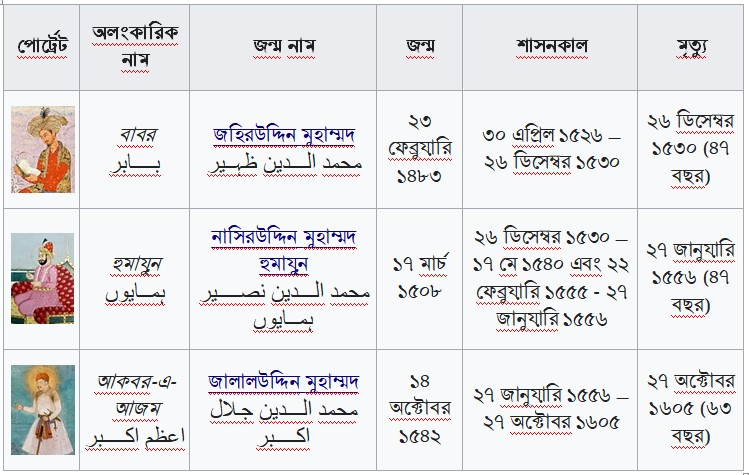 পোর্ট্রেট
অলংকারিক
নাম
জন্ম নাম
জন্ম
শাসনকাল
মৃত্যু
বাবর
بابر
জহিরউদ্দিন মুহাম্মদ
محمد الدین ظہیر
২৩
ফেব্রুয়ারি
১৪৮৩
৩০ এপ্রিল ১৫২৬ –
২৬ ডিসেম্বর ১৫৩০
২৬ ডিসেম্বর
১৫৩০ (৪৭
বছর)
হুমায়ুন
ہمایوں
নাসিরউদ্দিন মুহাম্মদ
হুমায়ুন
محمد الدین نصیر
ہمایوں
১৭ মার্চ
১৫০৮
২৬ ডিসেম্বর ১৫৩০ –
১৭ মে ১৫৪০ এবং ২২
ফেব্রুয়ারি ১৫৫৫ - ২৭
জানুয়ারি ১৫৫৬
২৭ জানুয়ারি
১৫৫৬ (৪৭
বছর)
আকবর-এ-
আজম
اعظم اکبر
জালালউদ্দিন মুহাম্মদ
محمد الدین جلال
اکبر
১৪
অক্টোবর
১৫৪২
২৭ জানুয়ারি ১৫৫৬ –
২৭ অক্টোবর ১৬০৫
২৭ অক্টোবর
১৬০৫ (৬৩
বছর)